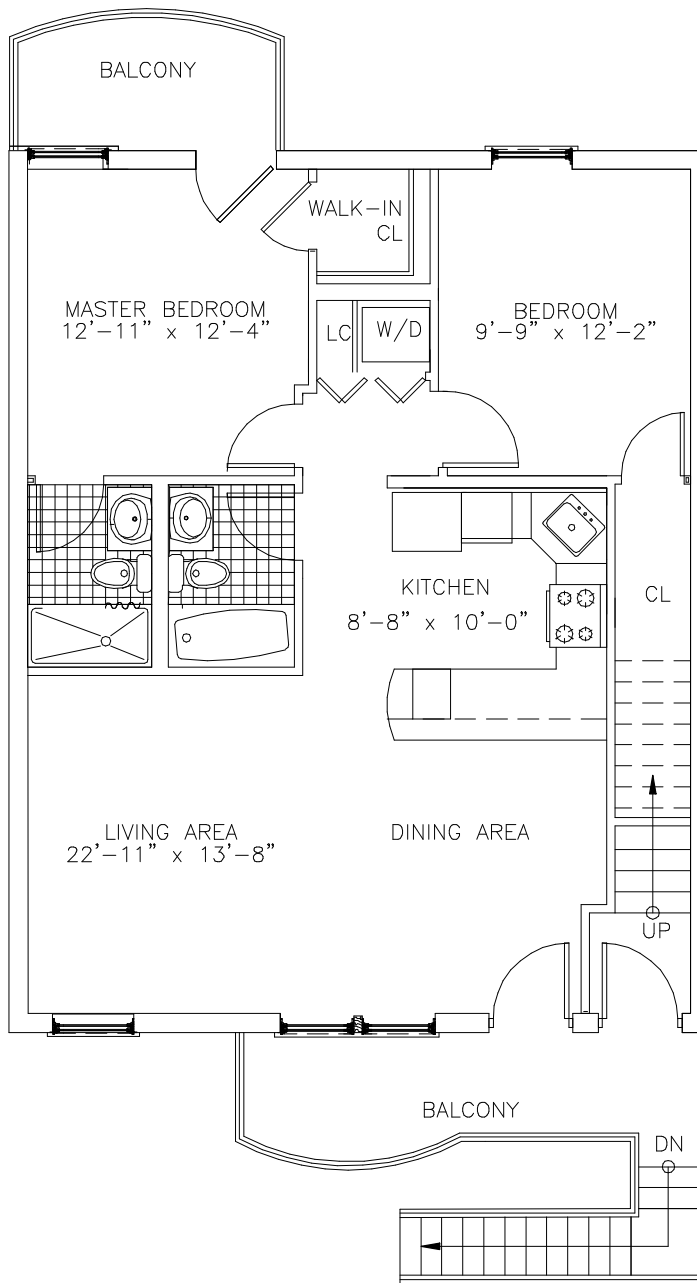 BALCONY
WALK-IN
CL
MASTER BEDROOM
12'-11" x 12'-4"
BEDROOM
9'-9" x 12'-2"
LC
W/D
KITCHEN
8'-8" x 10'-0"
CL
LIVING AREA
22'-11" x 13'-8"
DINING AREA
UP
BALCONY
DN